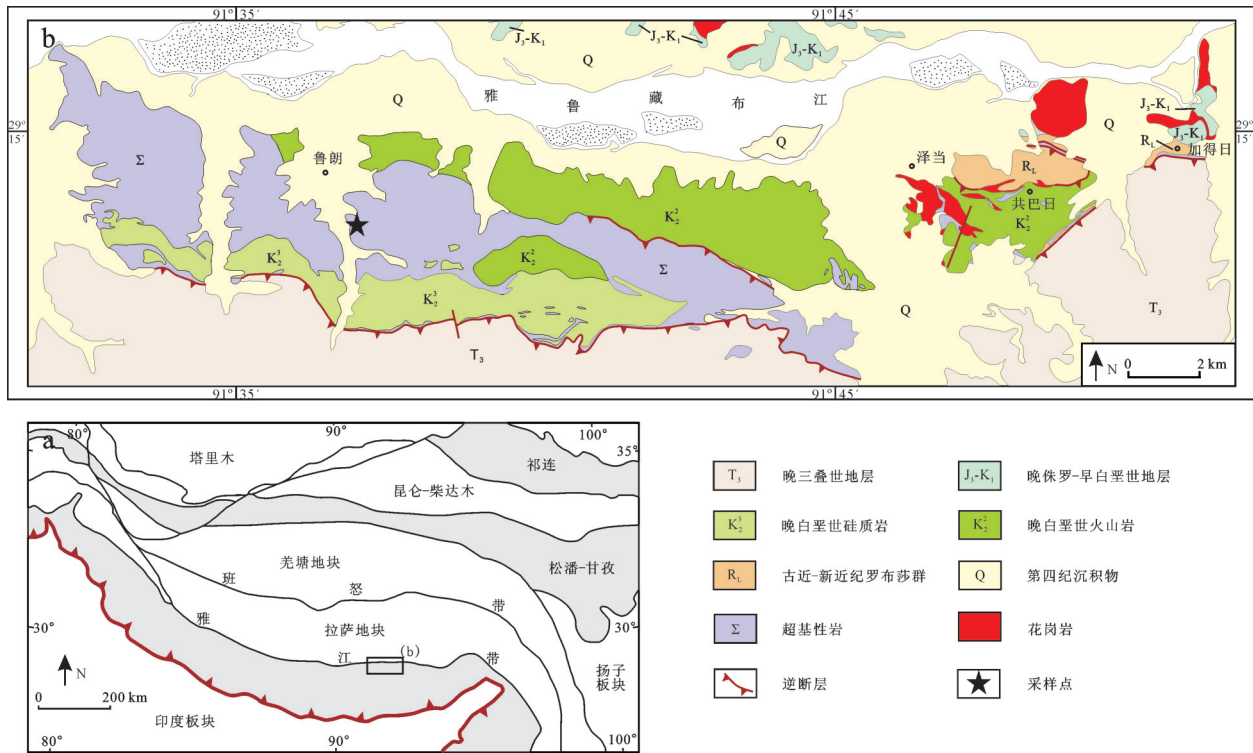 b
91°35′
91°45′
J₃-K₁
J₃-K₁
J₃-K₁
Q
雅鲁藏布江
Q
Q
29°
15′
29°
15′
Σ
鲁朗
泽当
Q
J₃-K₁
J₃-K₁
R_L
加得日
R_L
共巴日
K₂²
K₂²
K₂²
K₂³
K₂³
Σ
Q
T₃
T₃
N
0 2 km
91°35′
91°45′
a
80°
90°
100°
35°
塔里木
祁连
昆仑-柴达木
羌塘地块
松潘-甘孜
班怒带
拉萨地块
雅江带
(b)
30°
30°
扬子
板块
N
0 200 km
印度板块
80°
90°
100°
T₃ 晚三叠世地层
J₃-K₁ 晚侏罗-早白垩世地层
K₂³ 晚白垩世硅质岩
K₂² 晚白垩世火山岩
R_L 古近-新近纪罗布莎群
Q 第四纪沉积物
Σ 超基性岩
花岗岩
逆断层
采样点